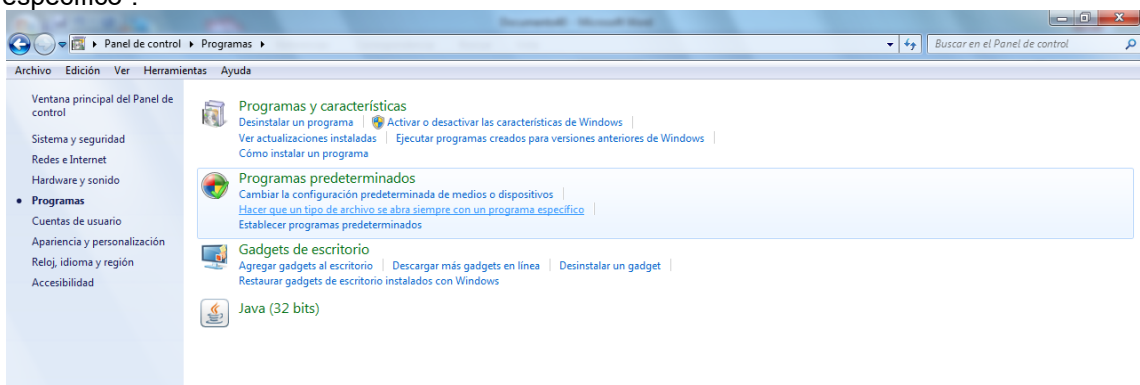 específico".
Panel de control ▸ Programas ▸
Buscar en el Panel de control
Archivo Edición Ver Herramientas Ayuda
Ventana principal del Panel de
control
Sistema y seguridad
Redes e Internet
Hardware y sonido
Programas
Cuentas de usuario
Apariencia y personalización
Reloj, idioma y región
Accesibilidad
Programas y características
Desinstalar un programa | Activar o desactivar las características de Windows |
Ver actualizaciones instaladas | Ejecutar programas creados para versiones anteriores de Windows |
Cómo instalar un programa
Programas predeterminados
Cambiar la configuración predeterminada de medios o dispositivos |
Hacer que un tipo de archivo se abra siempre con un programa específico |
Establecer programas predeterminados
Gadgets de escritorio
Agregar gadgets al escritorio | Descargar más gadgets en línea | Desinstalar un gadget |
Restaurar gadgets de escritorio instalados con Windows
Java (32 bits)